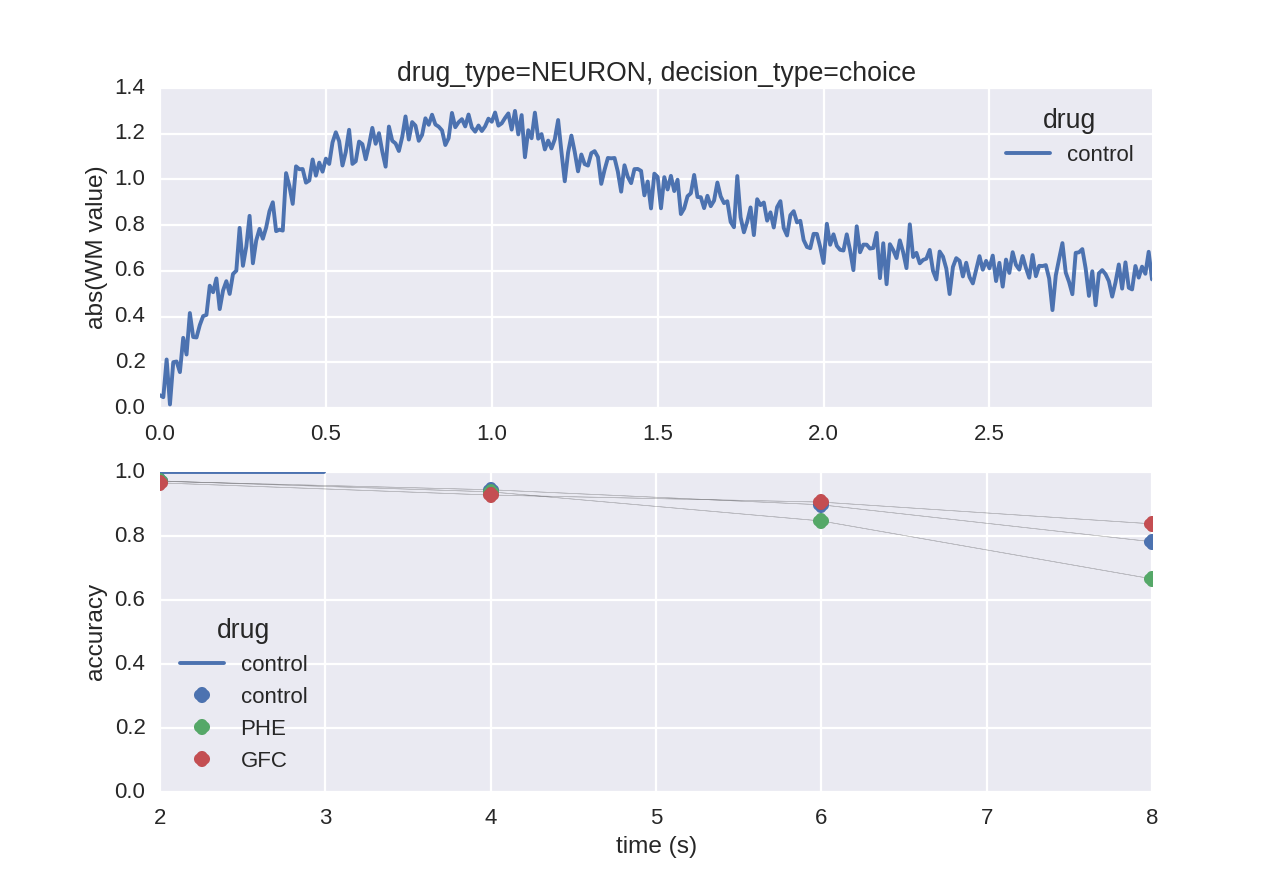 drug_type=NEURON, decision_type=choice
abs(WM value)
1.4
1.2
1.0
0.8
0.6
0.4
0.2
0.0
drug
control
0.0 0.5 1.0 1.5 2.0 2.5
accuracy
1.0
0.8
0.6
0.4
0.2
0.0
drug
control
control
PHE
GFC
2 3 4 5 6 7 8
time (s)